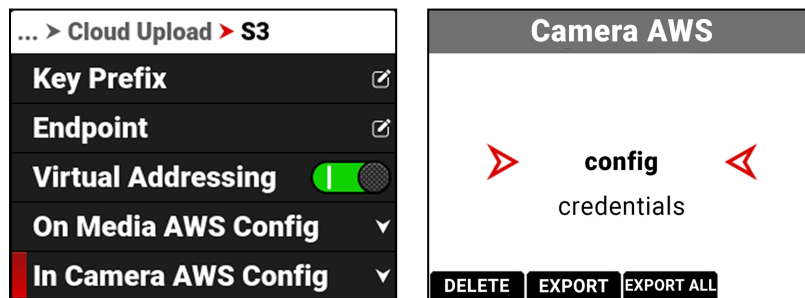 ... > Cloud Upload > S3
Key Prefix
Endpoint
Virtual Addressing
On Media AWS Config
In Camera AWS Config
Camera AWS
config
credentials
DELETE EXPORT EXPORT ALL